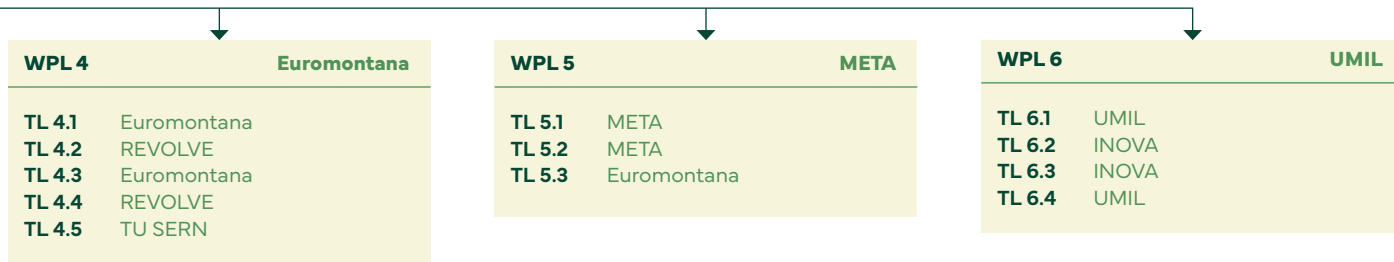 WPL 4 Euromontana
TL 4.1 Euromontana
TL 4.2 REVOLVE
TL 4.3 Euromontana
TL 4.4 REVOLVE
TL 4.5 TU SERN
WPL 5 META
TL 5.1 META
TL 5.2 META
TL 5.3 Euromontana
WPL 6 UMIL
TL 6.1 UMIL
TL 6.2 INOVA
TL 6.3 INOVA
TL 6.4 UMIL